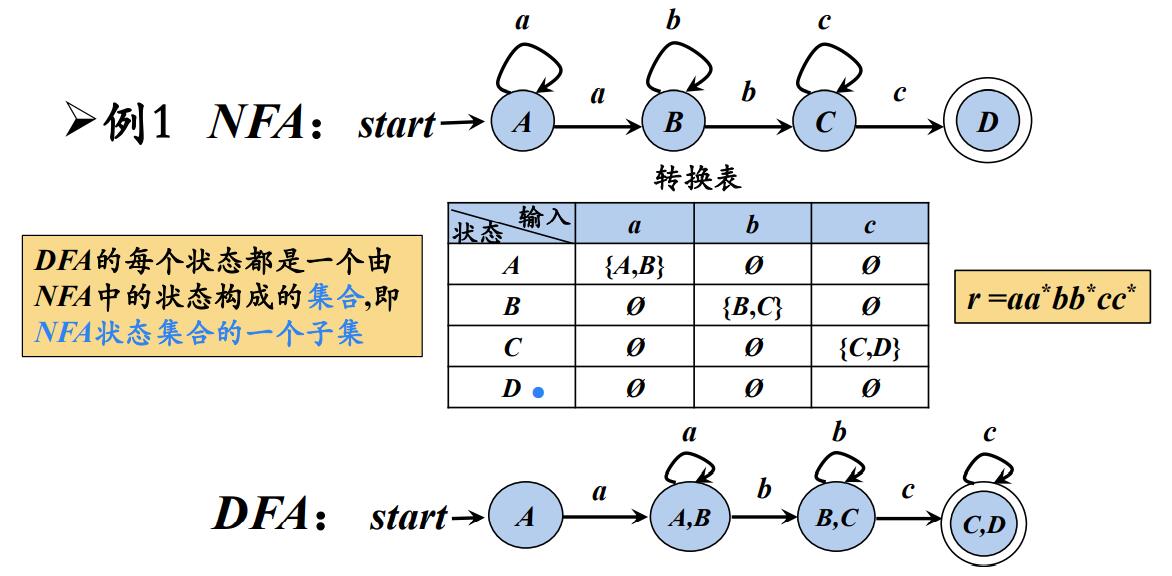 a b c
➢例1 NFA：start A a B b C c D
转换表
输入 状态 a b c
A {A,B} Ø Ø
B Ø {B,C} Ø
C Ø Ø {C,D}
D Ø Ø Ø
DFA的每个状态都是一个由
NFA中的状态构成的集合,即
NFA状态集合的一个子集
r =aa*bb*cc*
a b c
DFA：start A a A,B b B,C c C,D